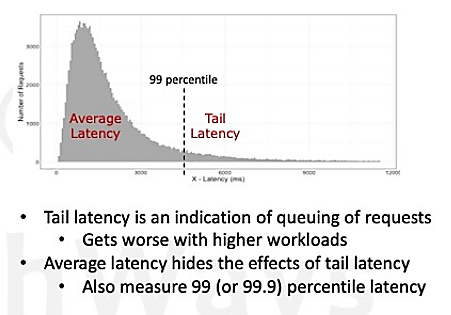 99 percentile
Average
Latency
Tail
Latency
Number of Requests
3000
2000
1000
0
0
3000
6000
9000
12000
X - Latency (ms)
• Tail latency is an indication of queuing of requests
• Gets worse with higher workloads
• Average latency hides the effects of tail latency
• Also measure 99 (or 99.9) percentile latency